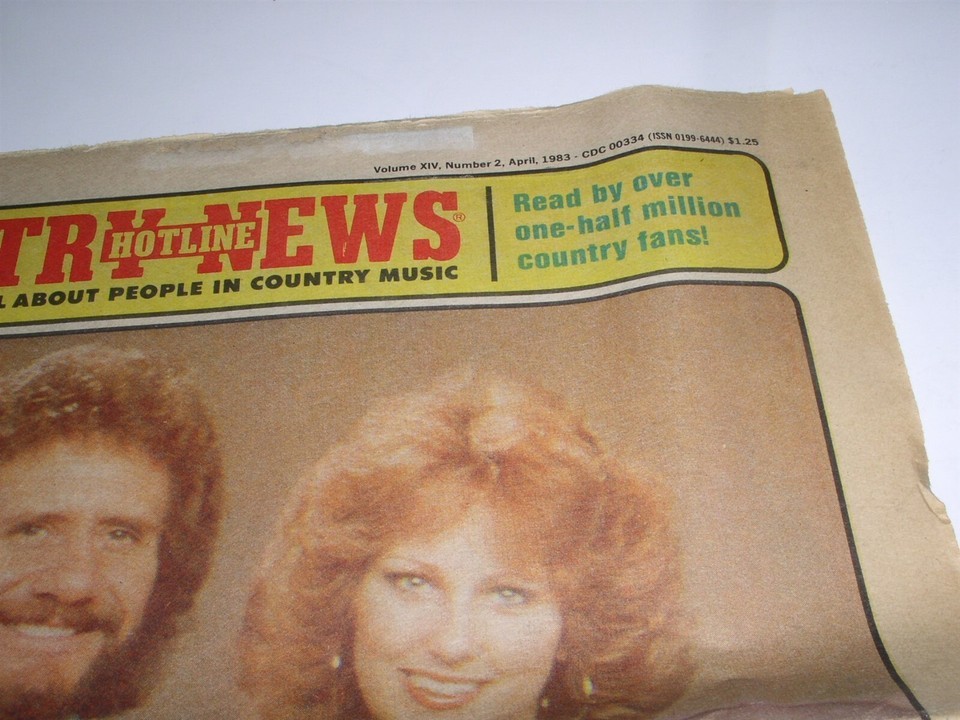 Volume XIV, Number 2, April, 1983 - CDC 00334 (ISSN 0199-6444) $1.25
TRY NEWS®
HOTLINE
L ABOUT PEOPLE IN COUNTRY MUSIC
Read by over
one-half million
country fans!